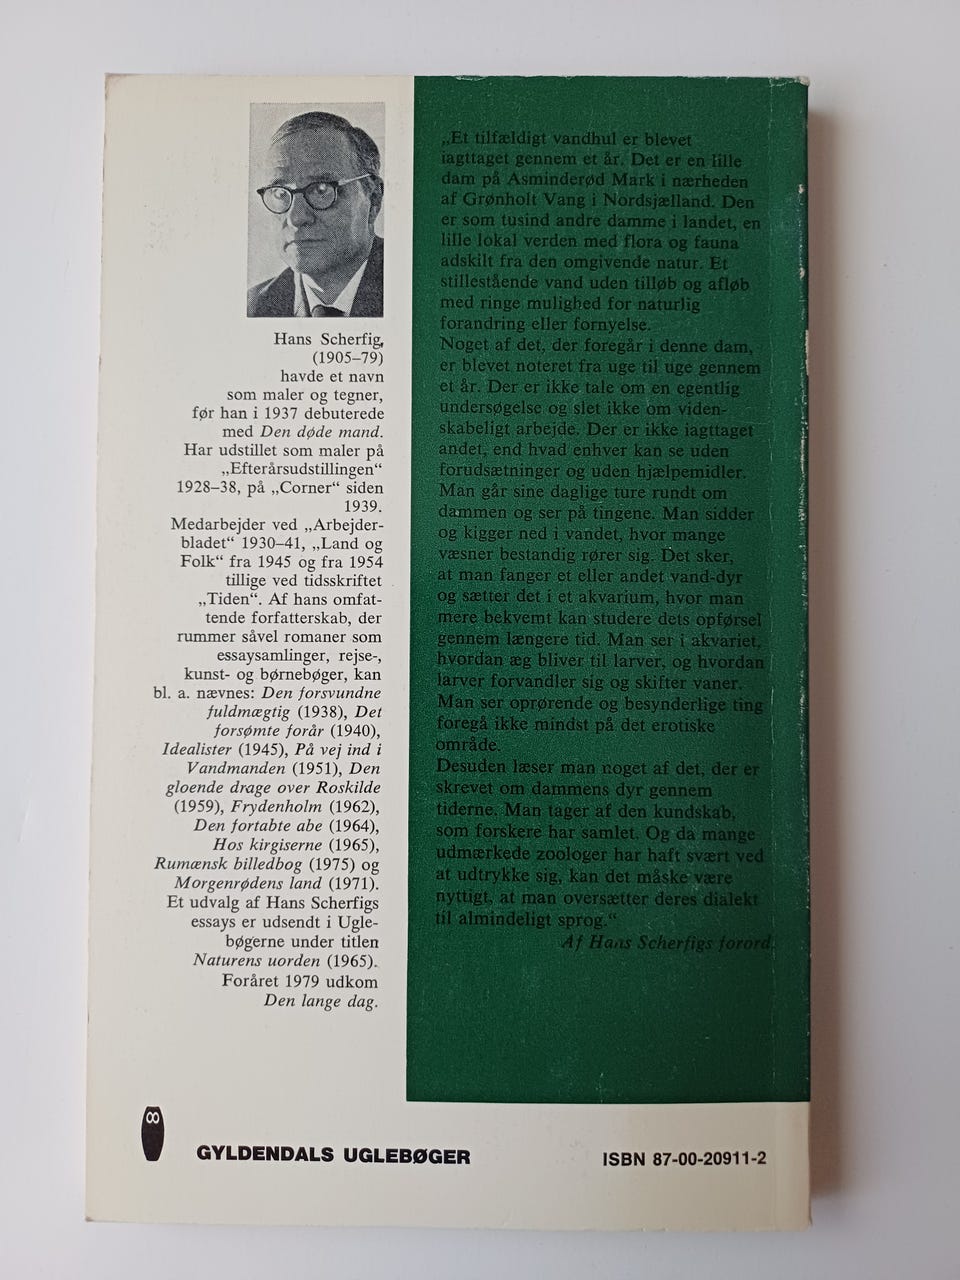 Hans Scherfig,
(1905–79)
havde et navn
som maler og tegner,
før han i 1937 debuterede
med Den døde mand.
Har udstillet som maler på
„Efterårsudstillingen“
1928–38, på „Corner“ siden
1939.
Medarbejder ved „Arbejder-
bladet“ 1930–41, „Land og
Folk“ fra 1945 og fra 1954
tillige ved tidsskriftet
„Tiden“. Af hans omfat-
tende forfatterskab, der
rummer såvel romaner som
essaysamlinger, rejse-,
kunst- og børnebøger, kan
bl. a. nævnes: Den forsvundne
fuldmægtig (1938), Det
forsømte forår (1940),
Idealister (1945), På vej ind i
Vandmanden (1951), Den
gloende drage over Roskilde
(1959), Frydenholm (1962),
Den fortabte abe (1964),
Hos kirgiserne (1965),
Rumænsk billedbog (1975) og
Morgenrødens land (1971).
Et udvalg af Hans Scherfigs
essays er udsendt i Ugle-
bøgerne under titlen
Naturens uorden (1965).
Foråret 1979 udkom
Den lange dag.
„Et tilfældigt vandhul er blevet
iagttaget gennem et år. Det er en lille
dam på Asminderød Mark i nærheden
af Grønholt Vang i Nordsjælland. Den
er som tusind andre damme i landet, en
lille lokal verden med flora og fauna
adskilt fra den omgivende natur. Et
stillestående vand uden tilløb og afløb
med ringe mulighed for naturlig
forandring eller fornyelse.
Noget af det, der foregår i denne dam,
er blevet noteret fra uge til uge gennem
et år. Der er ikke tale om en egentlig
undersøgelse og slet ikke om viden-
skabeligt arbejde. Der er ikke iagttaget
andet, end hvad enhver kan se uden
forudsætninger og uden hjælpemidler.
Man går sine daglige ture rundt om
dammen og ser på tingene. Man sidder
og kigger ned i vandet, hvor mange
væsner bestandig rører sig. Det sker,
at man fanger et eller andet vand-dyr
og sætter det i et akvarium, hvor man
mere bekvemt kan studere dets opførsel
gennem længere tid. Man ser i akvariet,
hvordan æg bliver til larver, og hvordan
larver forvandler sig og skifter vaner.
Man ser oprørende og besynderlige ting
foregå ikke mindst på det erotiske
område.
Desuden læser man noget af det, der er
skrevet om dammens dyr gennem
tiderne. Man tager af den kundskab,
som forskere har samlet. Og da mange
udmærkede zoologer har haft svært ved
at udtrykke sig, kan det måske være
nyttigt, at man oversætter deres dialekt
til almindeligt sprog.“
Af Hans Scherfigs forord.
GYLDENDALS UGLEBØGER
ISBN 87-00-20911-2